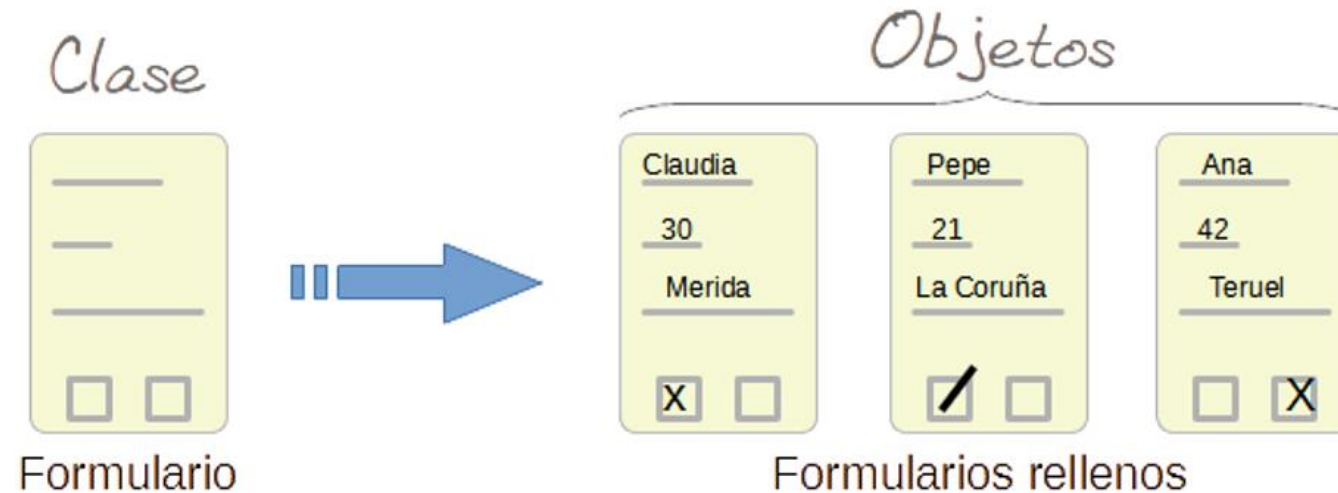 Clase
Objetos
Claudia
30
Merida
X
Pepe
21
La Coruña
Ana
42
Teruel
X
Formulario
Formularios rellenos